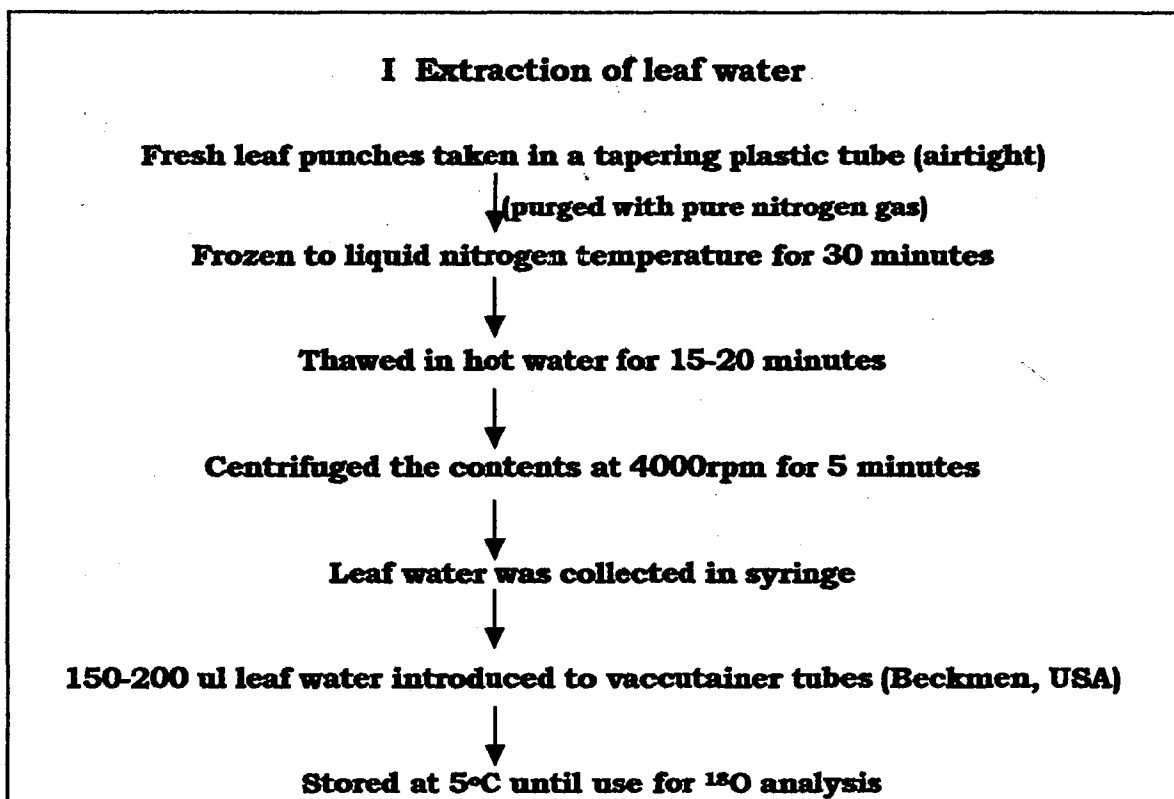 I Extraction of leaf water
Fresh leaf punches taken in a tapering plastic tube (airtight)
(purged with pure nitrogen gas)
Frozen to liquid nitrogen temperature for 30 minutes
Thawed in hot water for 15-20 minutes
Centrifuged the contents at 4000rpm for 5 minutes
Leaf water was collected in syringe
150-200 ul leaf water introduced to vaccutainer tubes (Beckmen, USA)
Stored at 5°C until use for ¹⁸O analysis